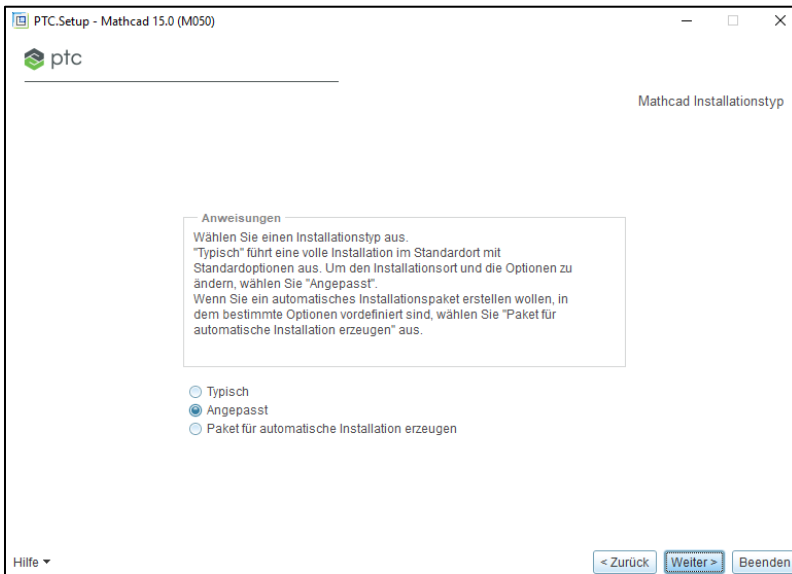 PTC.Setup - Mathcad 15.0 (M050)
ptc
Mathcad Installationstyp
Anweisungen
Wählen Sie einen Installationstyp aus.
"Typisch" führt eine volle Installation im Standardort mit
Standardoptionen aus. Um den Installationsort und die Optionen zu
ändern, wählen Sie "Angepasst".
Wenn Sie ein automatisches Installationspaket erstellen wollen, in
dem bestimmte Optionen vordefiniert sind, wählen Sie "Paket für
automatische Installation erzeugen" aus.
Typisch
Angepasst
Paket für automatische Installation erzeugen
Hilfe
< Zurück
Weiter >
Beenden